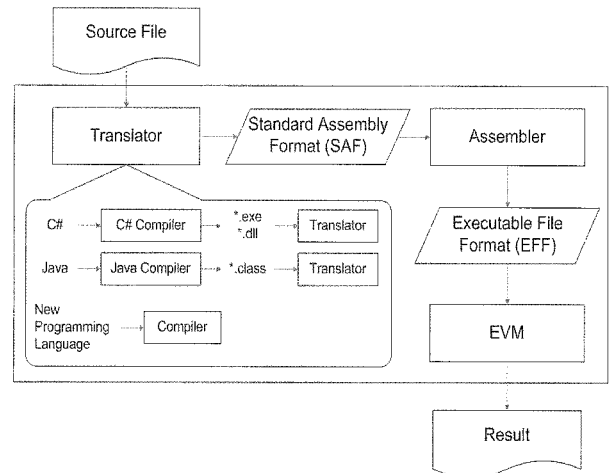 Source File
Translator
Standard Assembly
Format (SAF)
Assembler
C#
C# Compiler
*.exe
*.dll
Translator
Java
Java Compiler
*.class
Translator
New
Programming
Language
Compiler
Executable File
Format (EFF)
EVM
Result